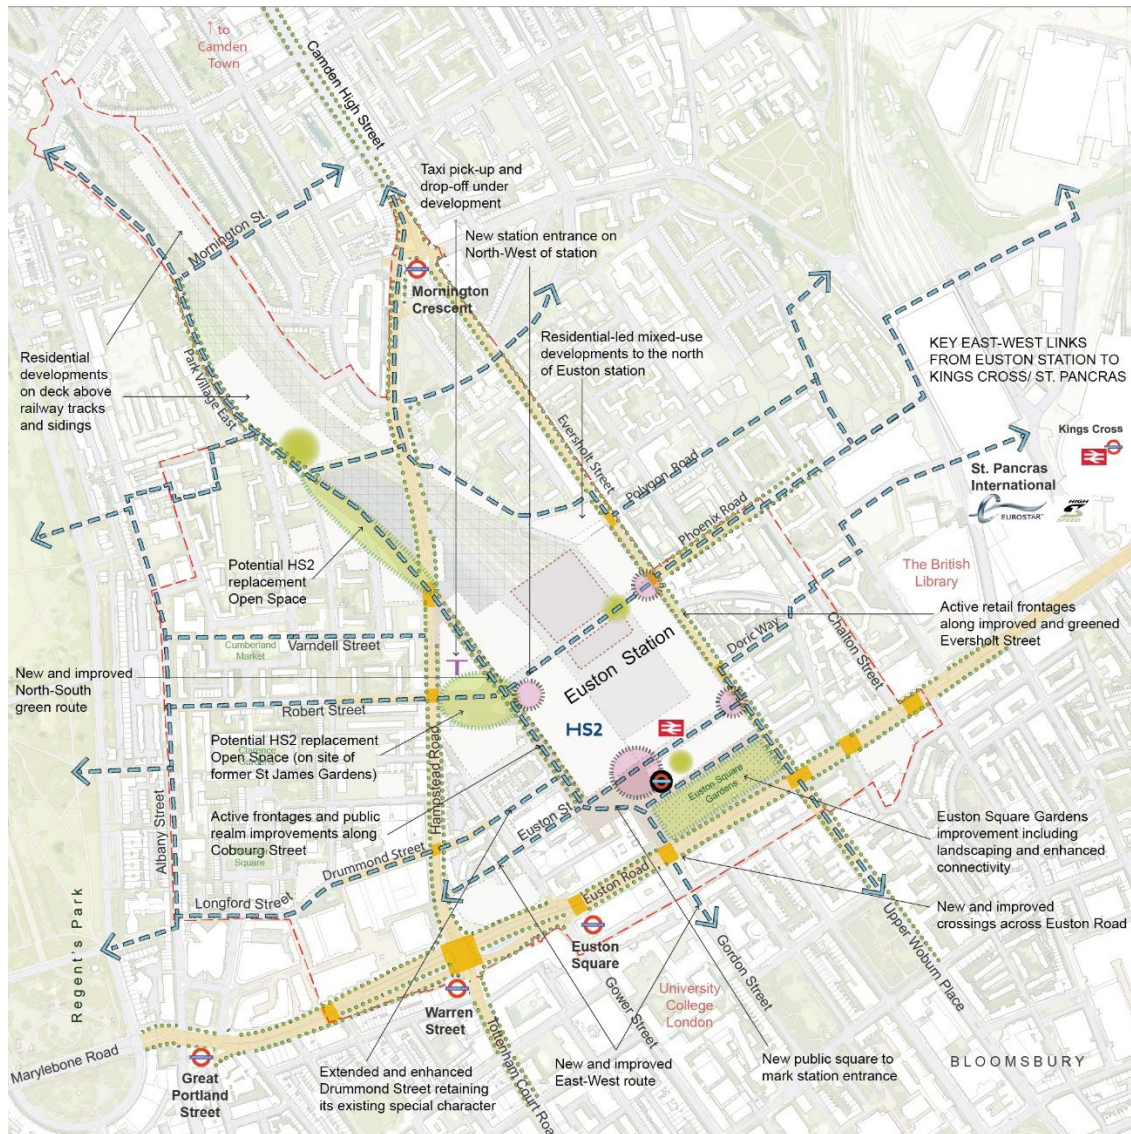 ↑ to
Camden
Town
Camden High Street
Taxi pick-up and
drop-off under
development
New station entrance on
North-West of station
Mornington St.
Mornington
Crescent
Residential
developments
on deck above
railway tracks
and sidings
Park Village East
Residential-led mixed-use
developments to the north
of Euston station
KEY EAST-WEST LINKS
FROM EUSTON STATION TO
KINGS CROSS/ ST. PANCRAS
Eversholt Street
Polygon Road
Phoenix Road
Kings Cross
St. Pancras
International
EUROSTAR
HIGH
The British
Library
Potential HS2
replacement
Open Space
Active retail frontages
along improved and greened
Eversholt Street
Doric Way
Chalton Street
Euston Station
Varndell Street
Cumberland
Market
New and improved
North-South
green route
T
Robert Street
HS2
Potential HS2 replacement
Open Space (on site of
former St James Gardens)
Hampstead Road
Albany Street
Euston Square
Gardens
Active frontages and public
realm improvements along
Cobourg Street
Euston St.
Drummond Street
Square
Longford Street
Euston Square Gardens
improvement including
landscaping and enhanced
connectivity
Euston Road
New and improved
crossings across Euston Road
Regent's Park
Euston
Square
Gordon Street
Upper Woburn Place
University
College
London
Gower Street
Warren
Street
Tottenham Court Road
Marylebone Road
Great
Portland
Street
Extended and enhanced
Drummond Street retaining
its existing special character
New and improved
East-West route
New public square to
mark station entrance
BLOOMSBURY